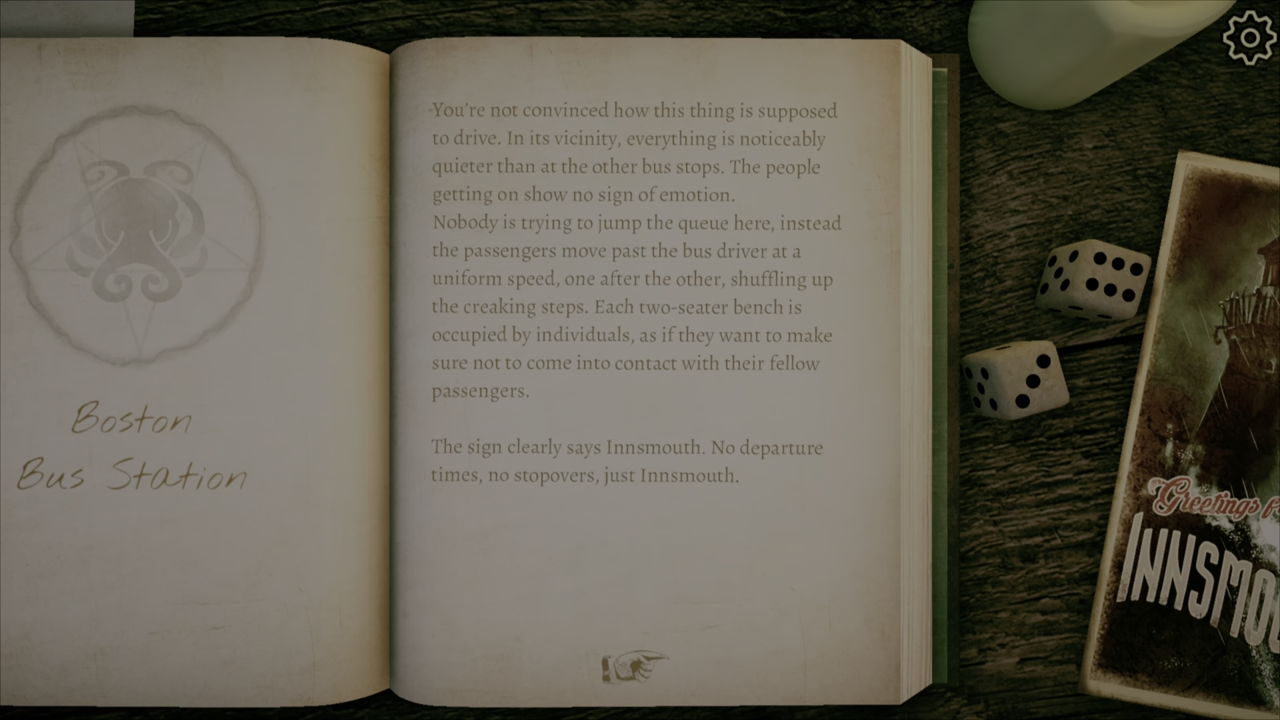 Boston
Bus Station
You're not convinced how this thing is supposed
to drive. In its vicinity, everything is noticeably
quieter than at the other bus stops. The people
getting on show no sign of emotion.
Nobody is trying to jump the queue here, instead
the passengers move past the bus driver at a
uniform speed, one after the other, shuffling up
the creaking steps. Each two-seater bench is
occupied by individuals, as if they want to make
sure not to come into contact with their fellow
passengers.
The sign clearly says Innsmouth. No departure
times, no stopovers, just Innsmouth.
Greetings f
INNSMOU